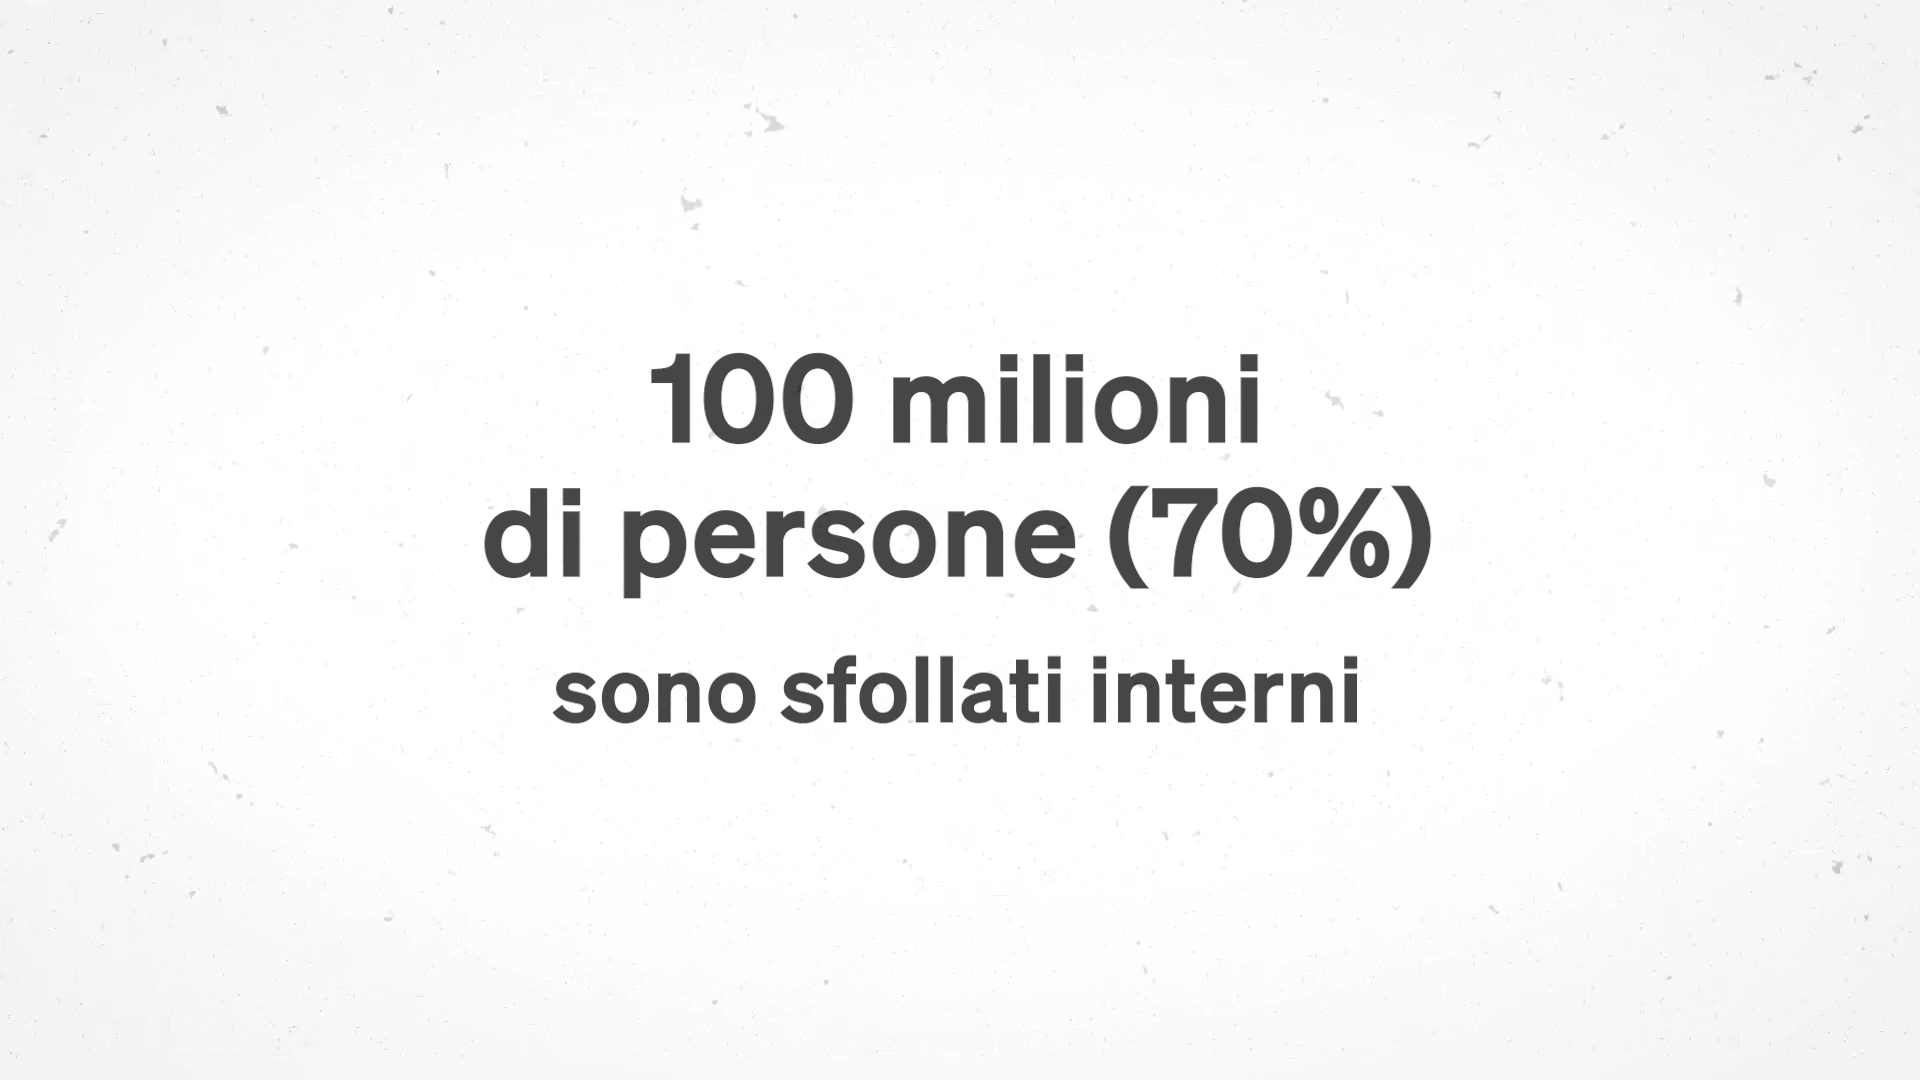 100 milioni
di persone (70%)
sono sfollati interni